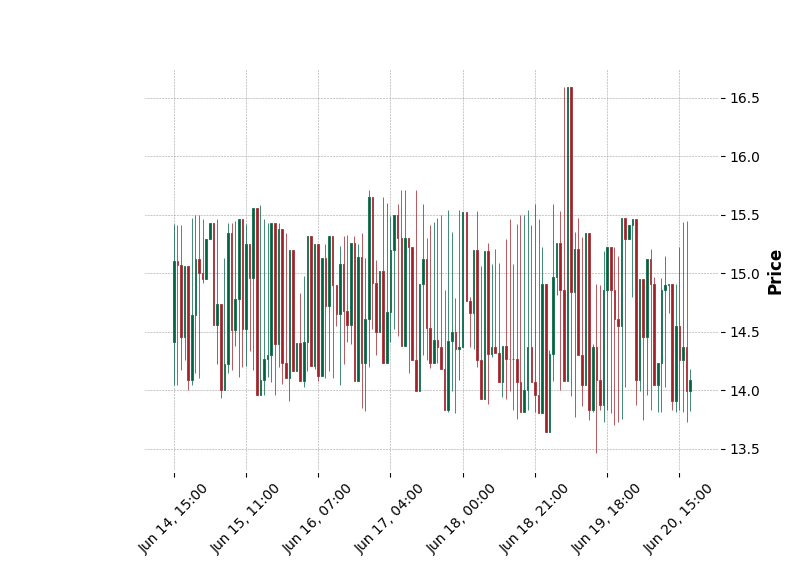 16.5
16.0
15.5
15.0
14.5
14.0
13.5
Price
Jun 14, 15:00
Jun 15, 11:00
Jun 16, 07:00
Jun 17, 04:00
Jun 18, 00:00
Jun 18, 21:00
Jun 19, 18:00
Jun 20, 15:00